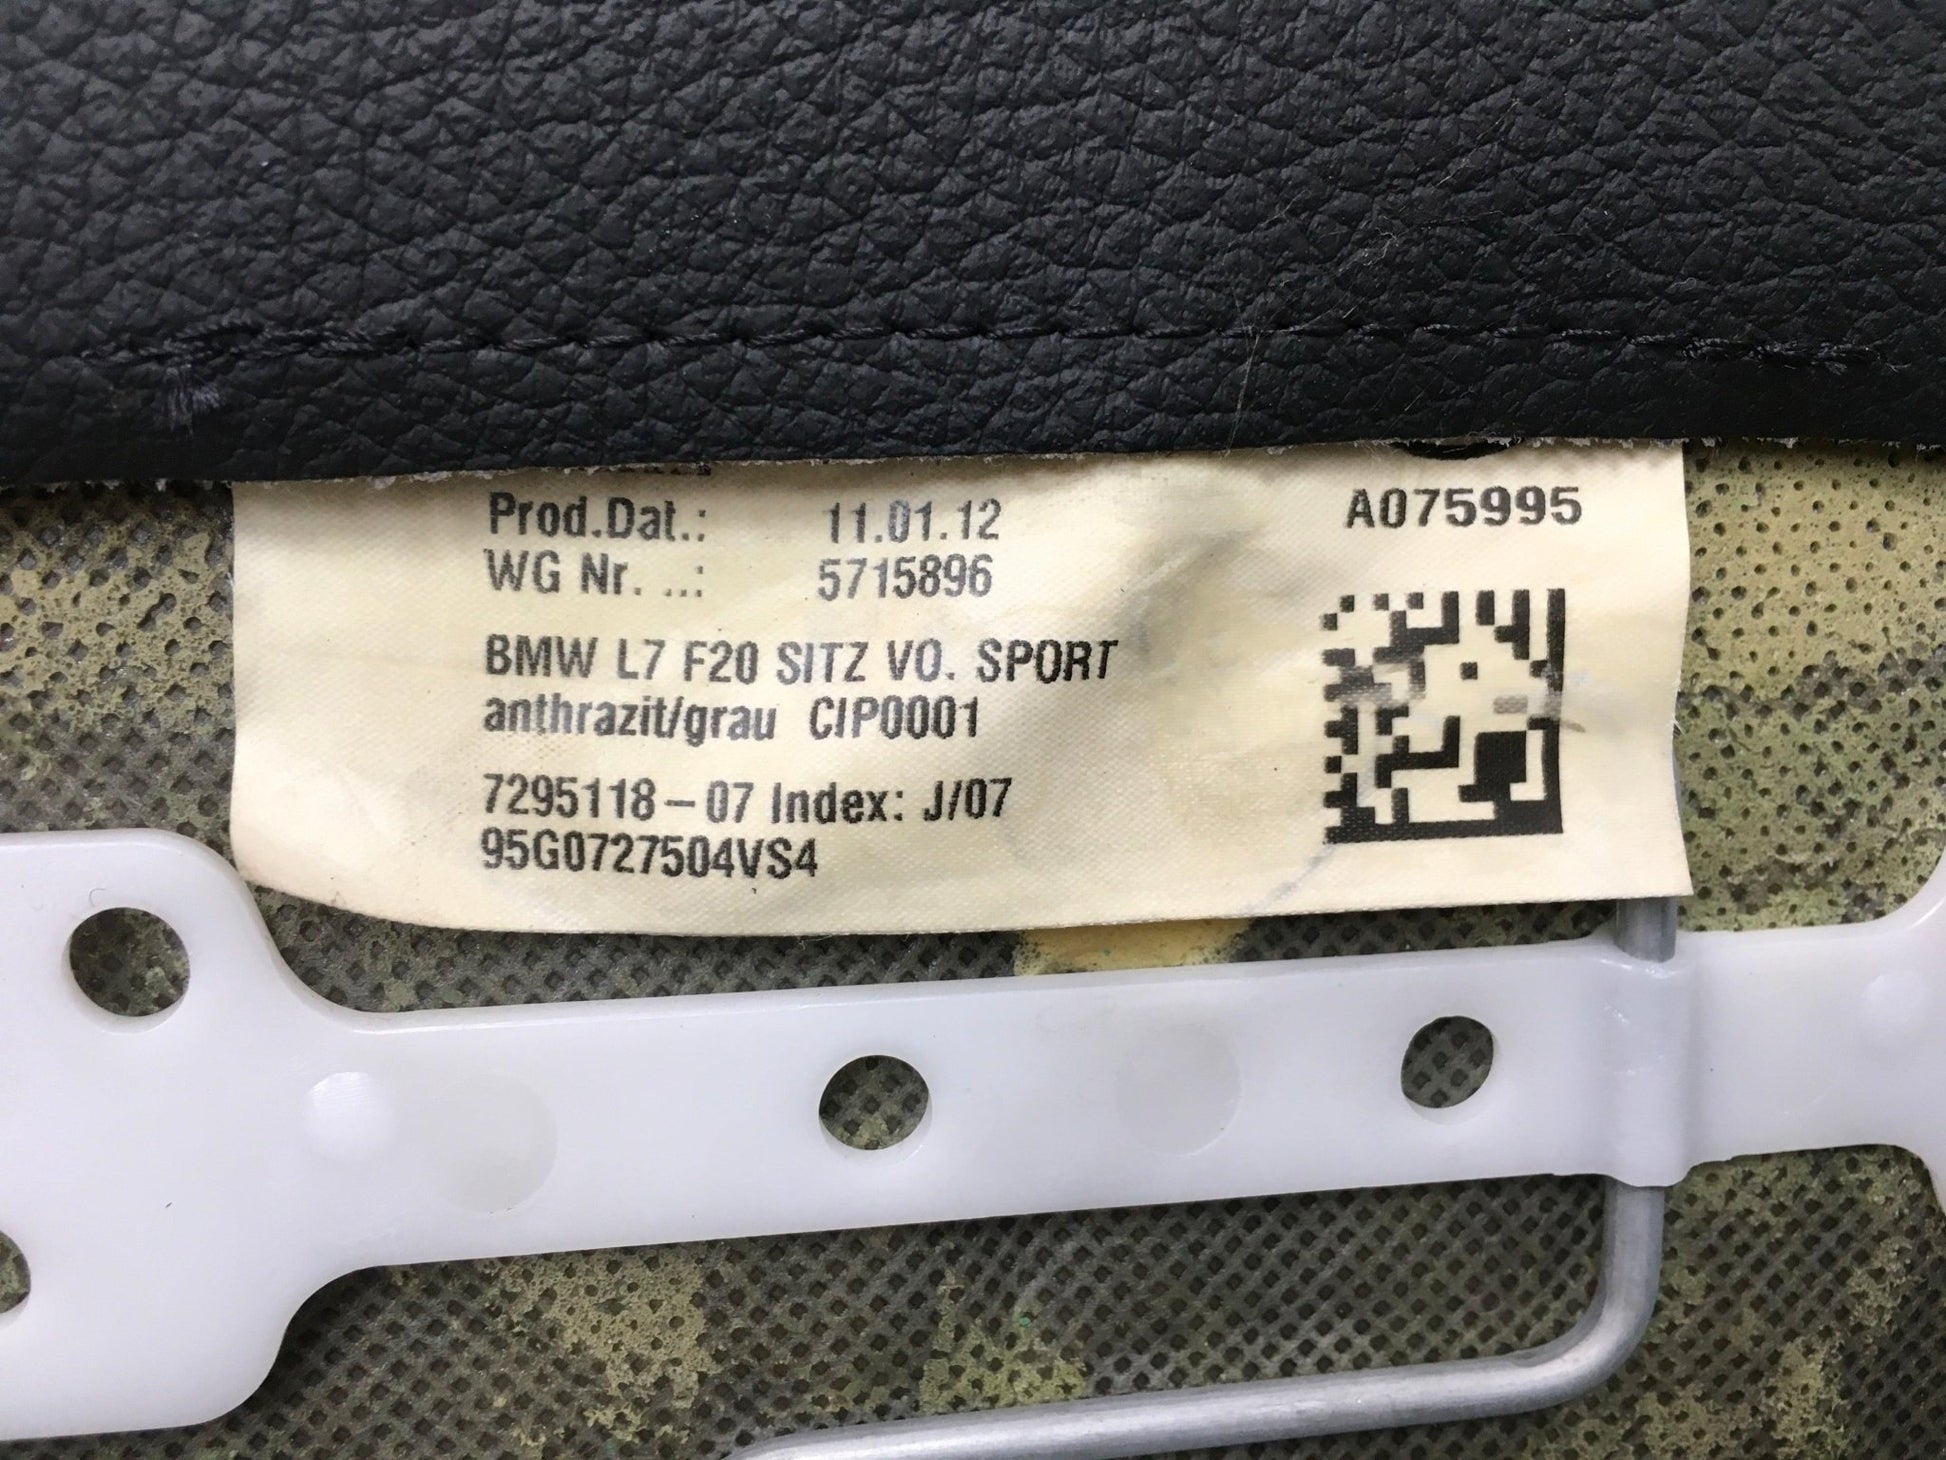 Prod.Dat.: 11.01.12 A075995
WG Nr. ..: 5715896
BMW L7 F20 SITZ VO. SPORT
anthrazit/grau CIP0001
7295118-07 Index: J/07
95G0727504VS4